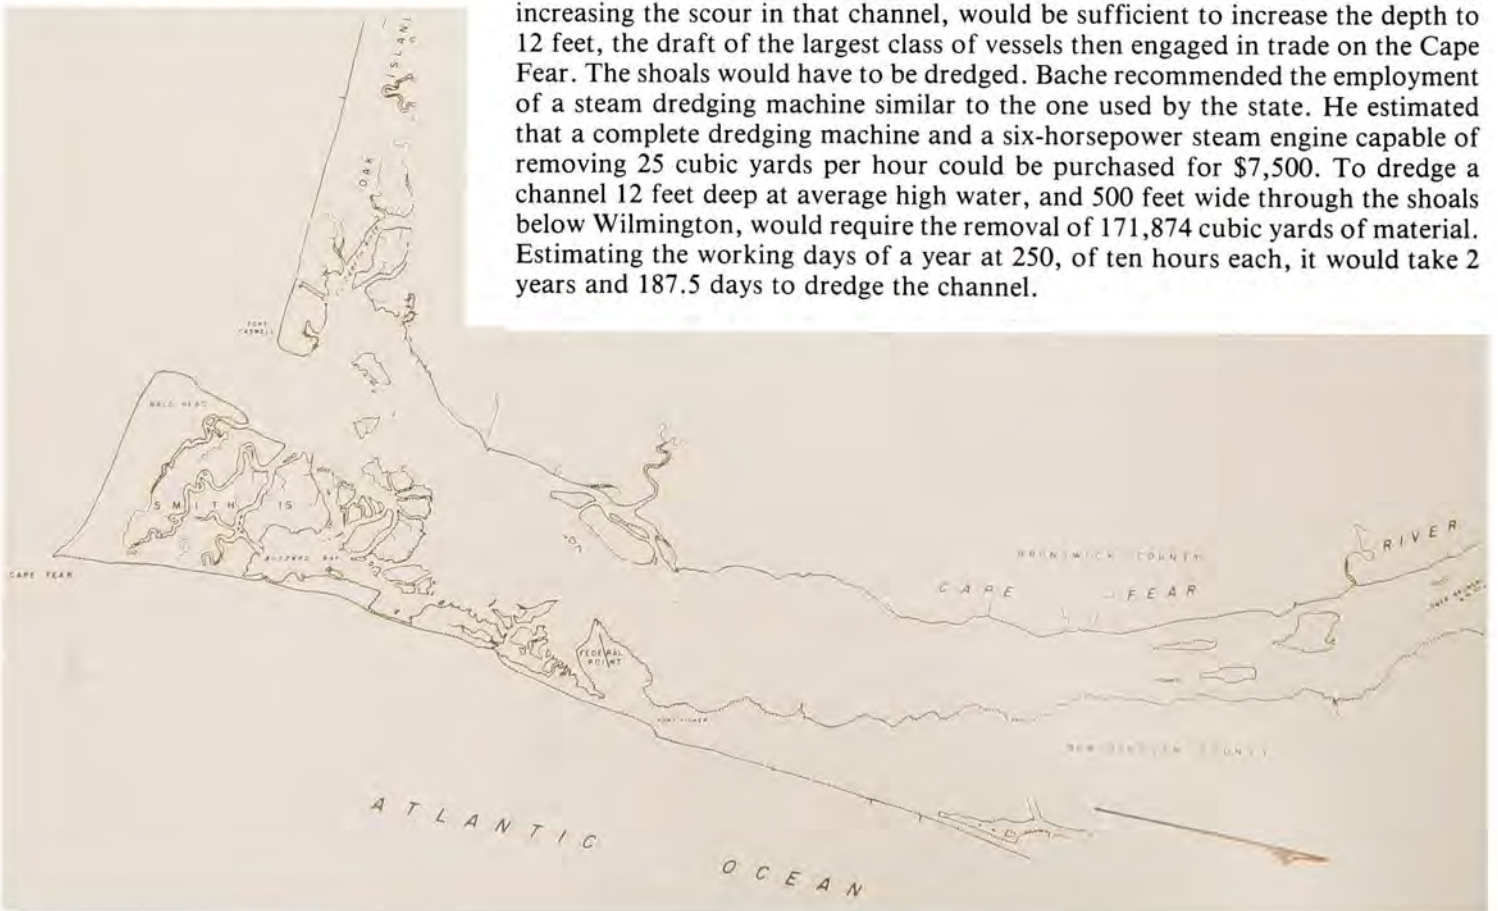 increasing the scour in that channel, would be sufficient to increase the depth to
12 feet, the draft of the largest class of vessels then engaged in trade on the Cape
Fear. The shoals would have to be dredged. Bache recommended the employment
of a steam dredging machine similar to the one used by the state. He estimated
that a complete dredging machine and a six-horsepower steam engine capable of
removing 25 cubic yards per hour could be purchased for $7,500. To dredge a
channel 12 feet deep at average high water, and 500 feet wide through the shoals
below Wilmington, would require the removal of 171,874 cubic yards of material.
Estimating the working days of a year at 250, of ten hours each, it would take 2
years and 187.5 days to dredge the channel.
OAK ISLAND
FORT
CASWELL
BALD HEAD
SMITH IS
BUZZARD BAY
CAPE FEAR
FEDERAL
POINT
FORT FISHER
BRUNSWICK COUNTY
CAPE FEAR RIVER
NEW HANOVER COUNTY
ATLANTIC
OCEAN